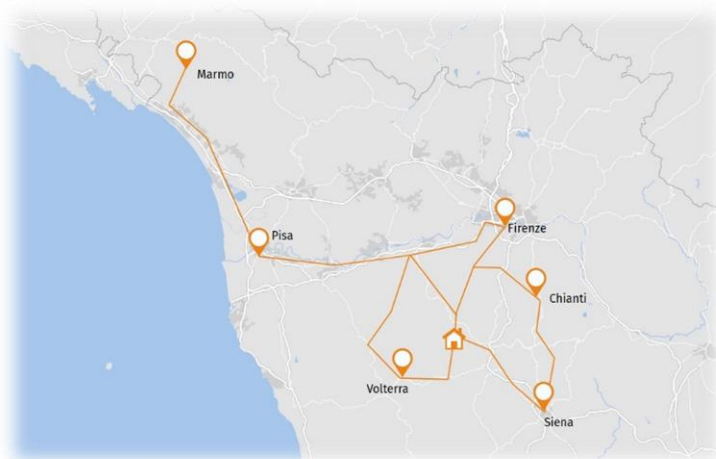 Marmo
Pisa
Firenze
Chianti
Volterra
Siena